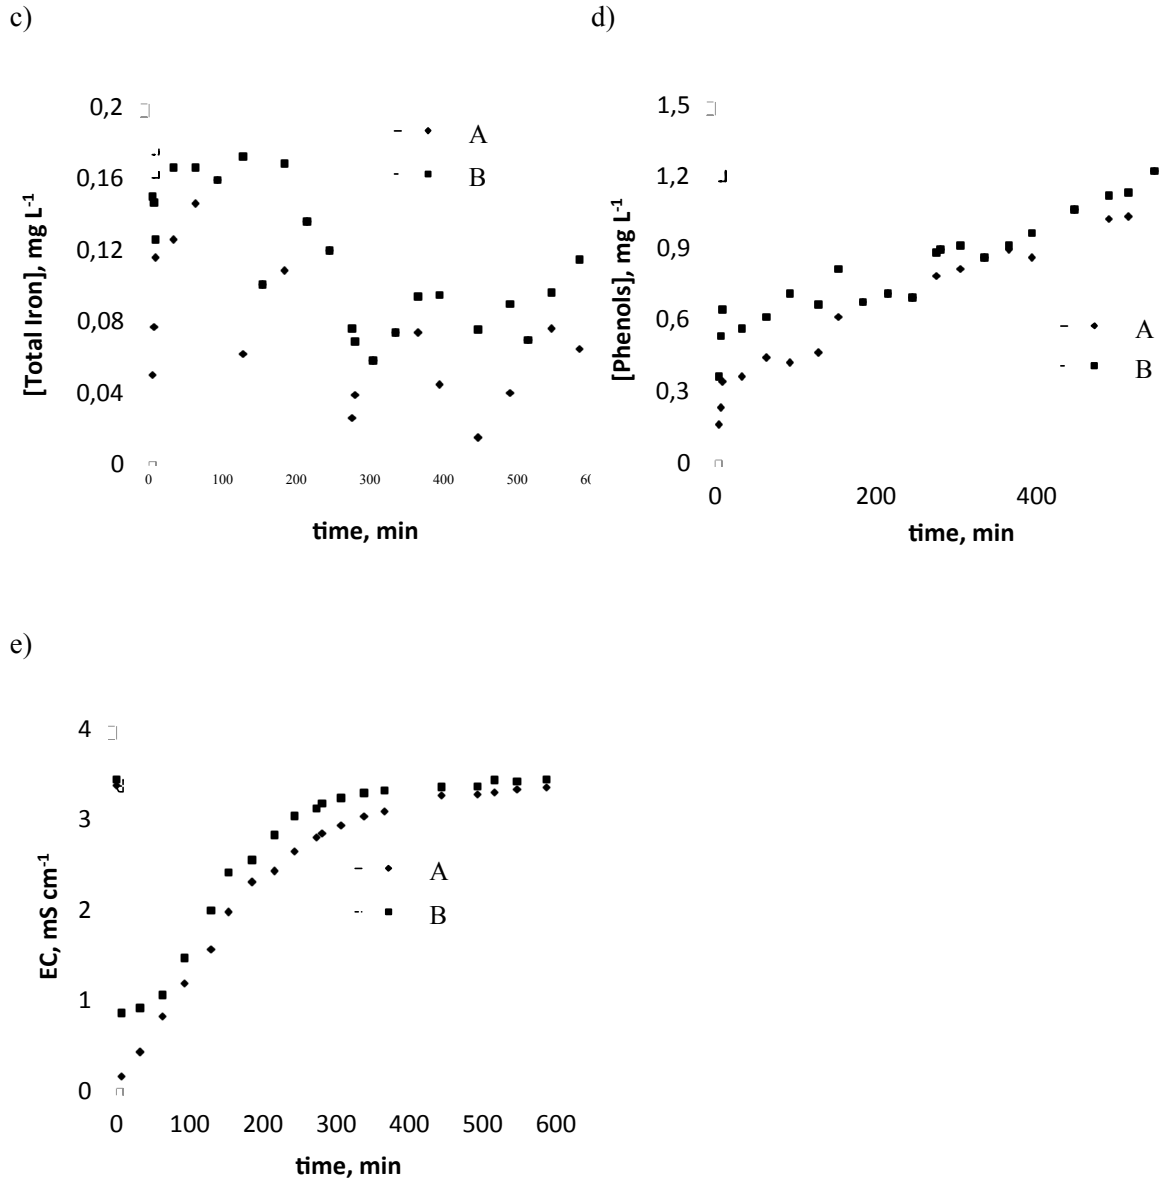 c)
d)
0,2
0,16
0,12
0,08
0,04
0
[Total Iron], mg L-1
A
B
0 100 200 300 400 500
time, min
1,5
1,2
0,9
0,6
0,3
0
[Phenols], mg L-1
A
B
0 200 400
time, min
e)
4
3
2
1
0
EC, mS cm-1
A
B
0 100 200 300 400 500 600
time, min